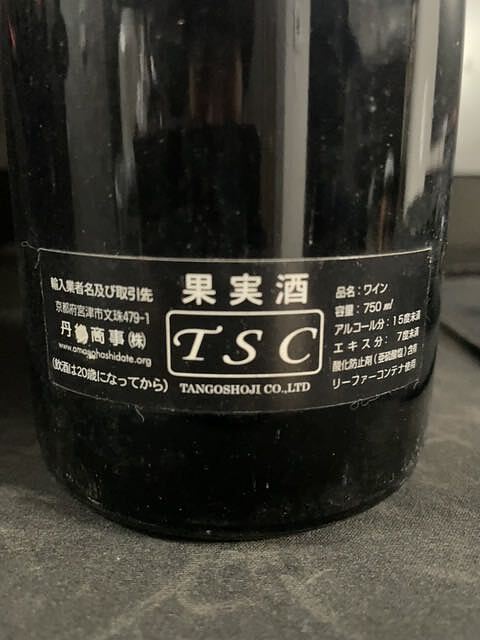 輸入業者名及び取引先
京都府宮津市文珠479-1
丹後商事㈱
www.amanohashidate.org
(飲酒は20歳になってから)
果実酒
TSC
TANGOSHOJI CO.,LTD
品名:ワイン
容量:750㎖
アルコール分:15度未満
エキス分: 7度未満
酸化防止剤(亜硫酸塩)含有
リーファーコンテナ使用